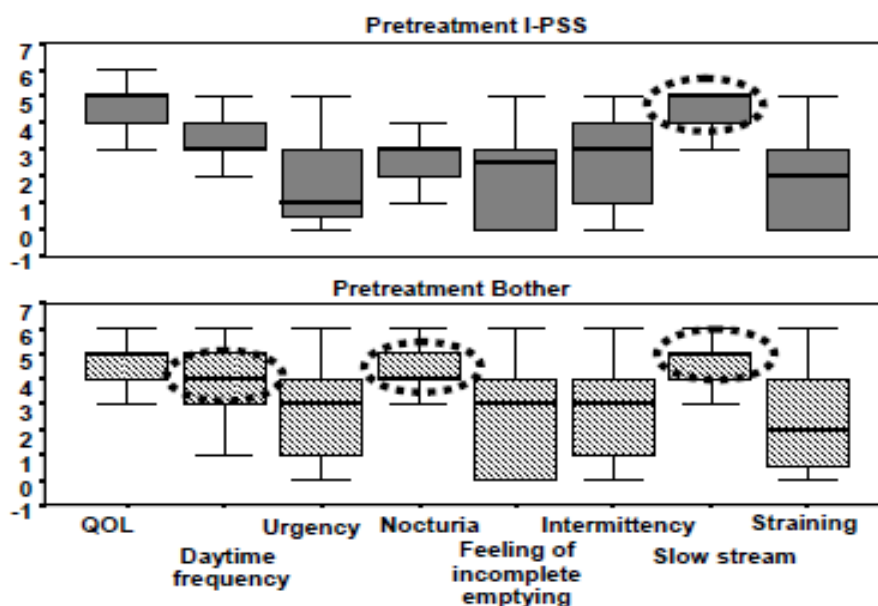 Pretreatment I-PSS
7
6
5
4
3
2
1
0
-1
Pretreatment Bother
7
6
5
4
3
2
1
0
-1
QOL
Daytime
frequency
Urgency
Nocturia
Feeling of
incomplete
emptying
Intermittency
Slow stream
Straining